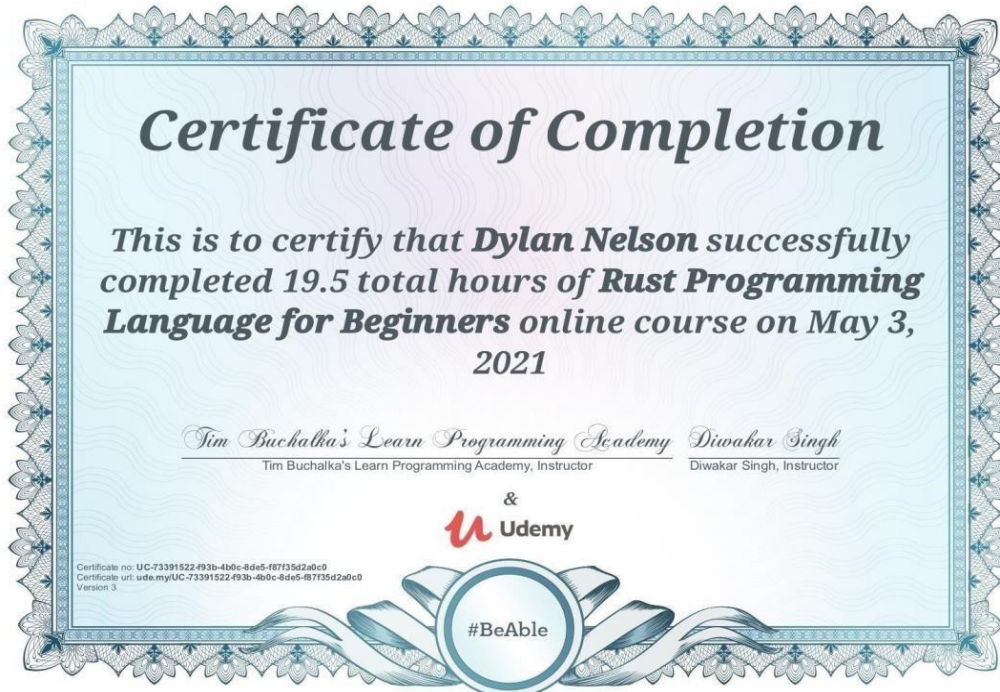 Certificate of Completion
This is to certify that Dylan Nelson successfully
completed 19.5 total hours of Rust Programming
Language for Beginners online course on May 3,
2021
Tim Buchalka's Learn Programming Academy Diwakar Singh
Tim Buchalka's Learn Programming Academy, Instructor Diwakar Singh, Instructor
&
Udemy
Certificate no: UC-73391522-f93b-4b0c-8de5-f87f35d2a0c0
Certificate url: ude.my/UC-73391522-f93b-4b0c-8de5-f87f35d2a0c0
Version 3
#BeAble